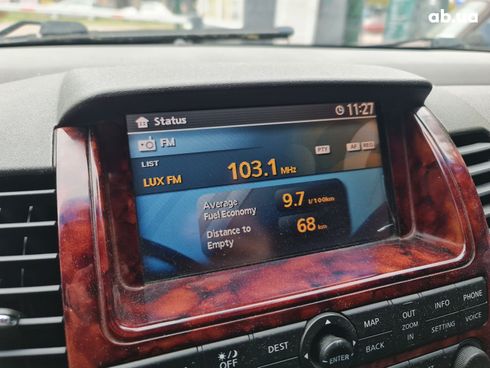 ab.ua
Status 11:27
FM
LIST PTY AF REG
LUX FM 103.1 MHz
Average
Fuel Economy 9.7 l/100km
Distance to
Empty 68 km
OFF
DEST
ENTER
MAP
BACK
OUT
ZOOM
IN
INFO
SETTING
PHONE
VOICE